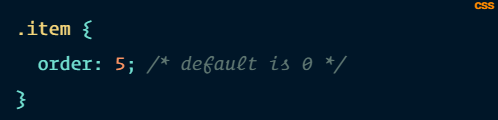 css
.item {
  order: 5; /* default is 0 */
}